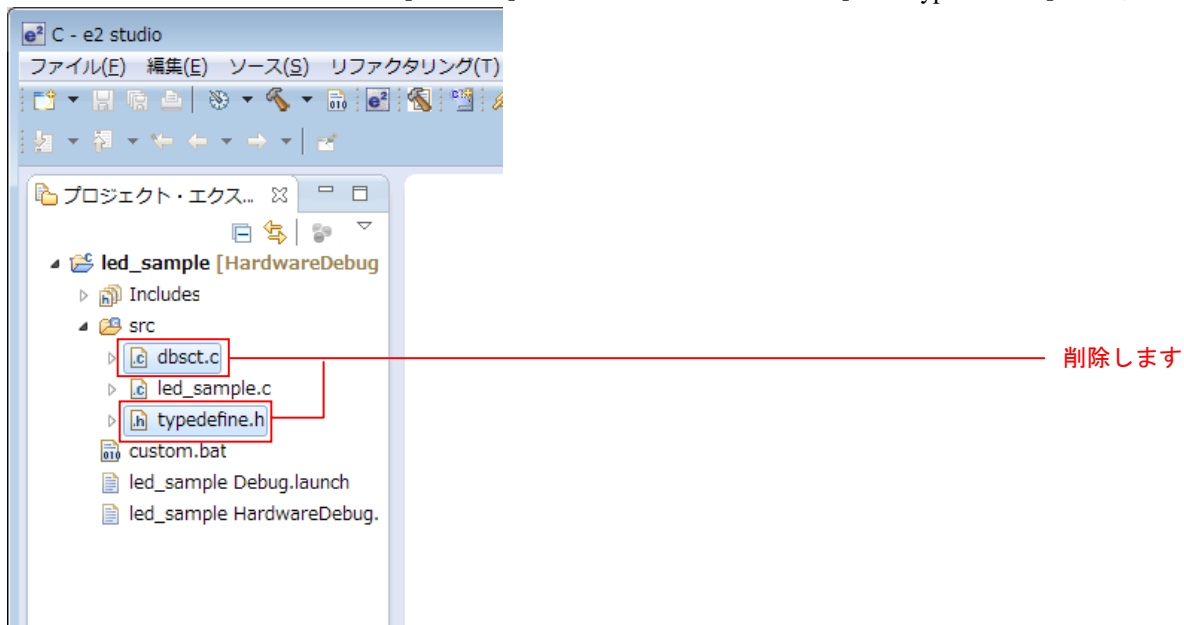 C - e2 studio
ファイル(F) 編集(E) ソース(S) リファクタリング(T)
プロジェクト・エクス...
led_sample [HardwareDebug
Includes
src
dbsct.c
削除します
led_sample.c
typedefine.h
custom.bat
led_sample Debug.launch
led_sample HardwareDebug.